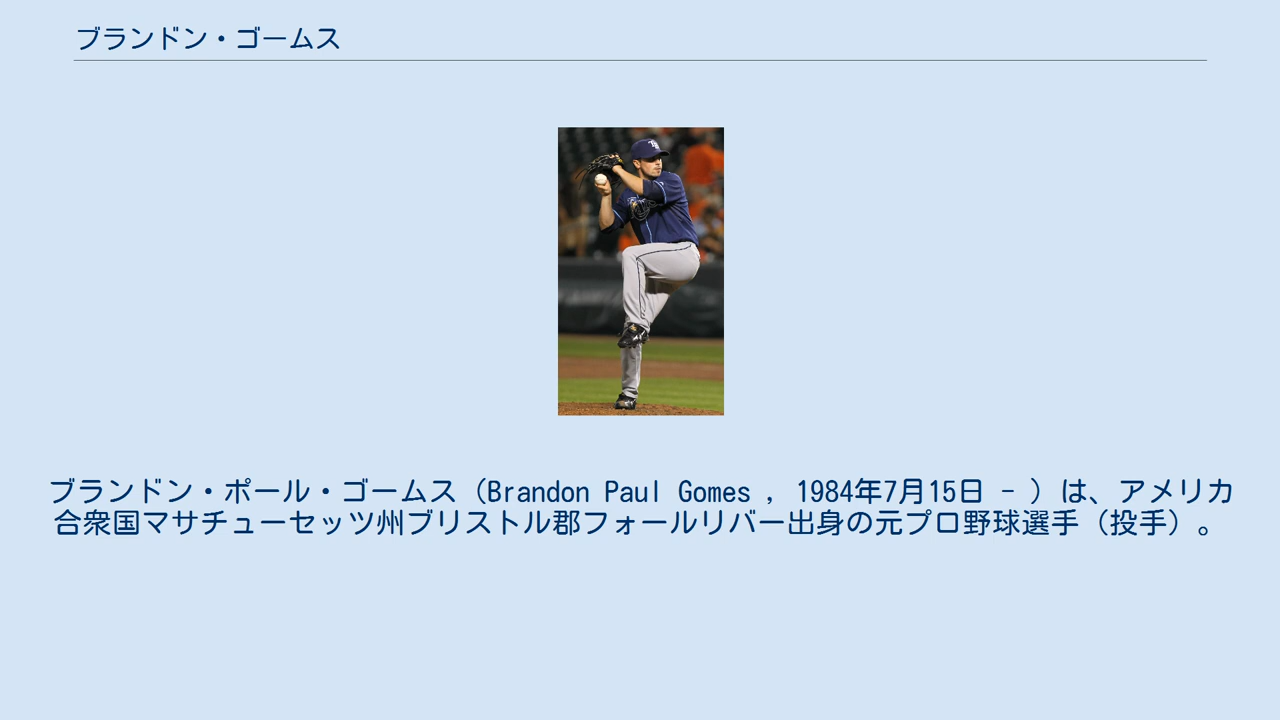 ブランドン・ゴームス
ブランドン・ポール・ゴームス（Brandon Paul Gomes , 1984年7月15日 - ）は、アメリカ
合衆国マサチューセッツ州ブリストル郡フォールリバー出身の元プロ野球選手（投手）。